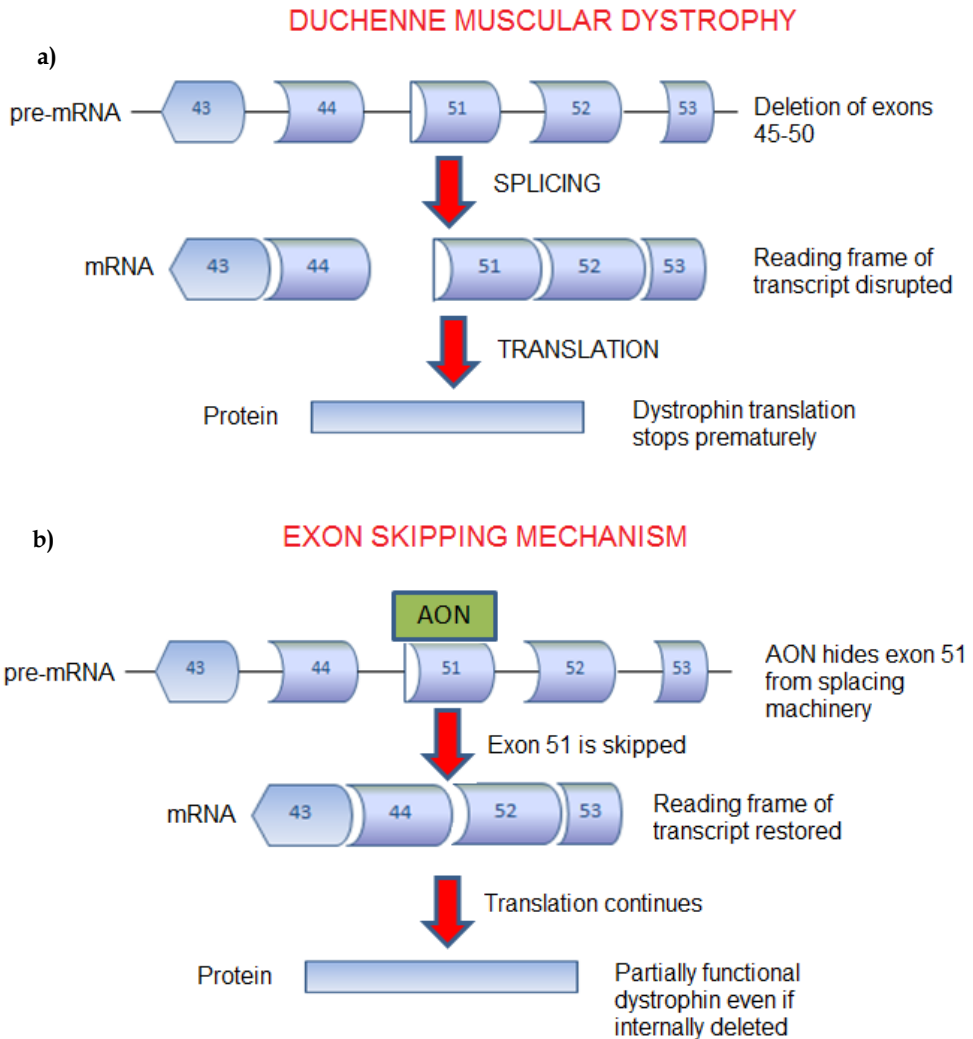 DUCHENNE MUSCULAR DYSTROPHY
a)
pre-mRNA
43
44
51
52
53
Deletion of exons
45-50
SPLICING
mRNA
43
44
51
52
53
Reading frame of
transcript disrupted
TRANSLATION
Protein
Dystrophin translation
stops prematurely
b)
EXON SKIPPING MECHANISM
AON
pre-mRNA
43
44
51
52
53
AON hides exon 51
from splacing
machinery
Exon 51 is skipped
mRNA
43
44
52
53
Reading frame of
transcript restored
Translation continues
Protein
Partially functional
dystrophin even if
internally deleted